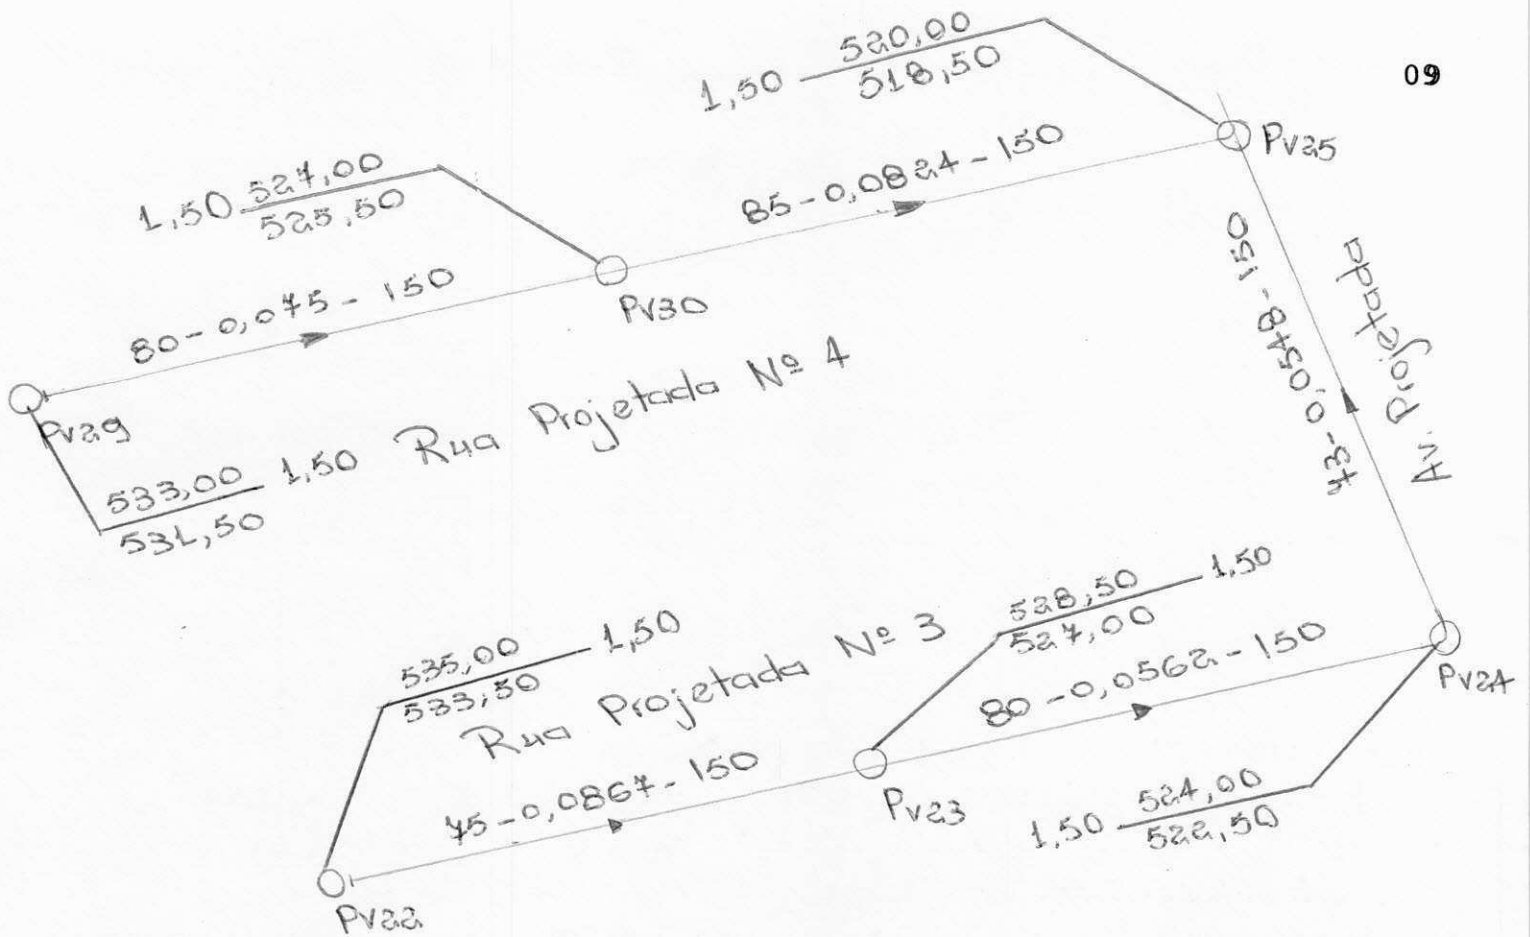 09
520,00
1,50
518,50
Pv25
527,00
1,50
525,50
85-0,0824-150
80-0,075-150
Pv30
Pv29
Rua Projetada Nº 4
533,00
1,50
531,50
73-0,0548-150
Av. Projetada
535,00
1,50
533,50
Rua Projetada Nº 3
528,50
1,50
527,00
80-0,0562-150
Pv24
75-0,0867-150
Pv23
524,00
1,50
522,50
Pv22